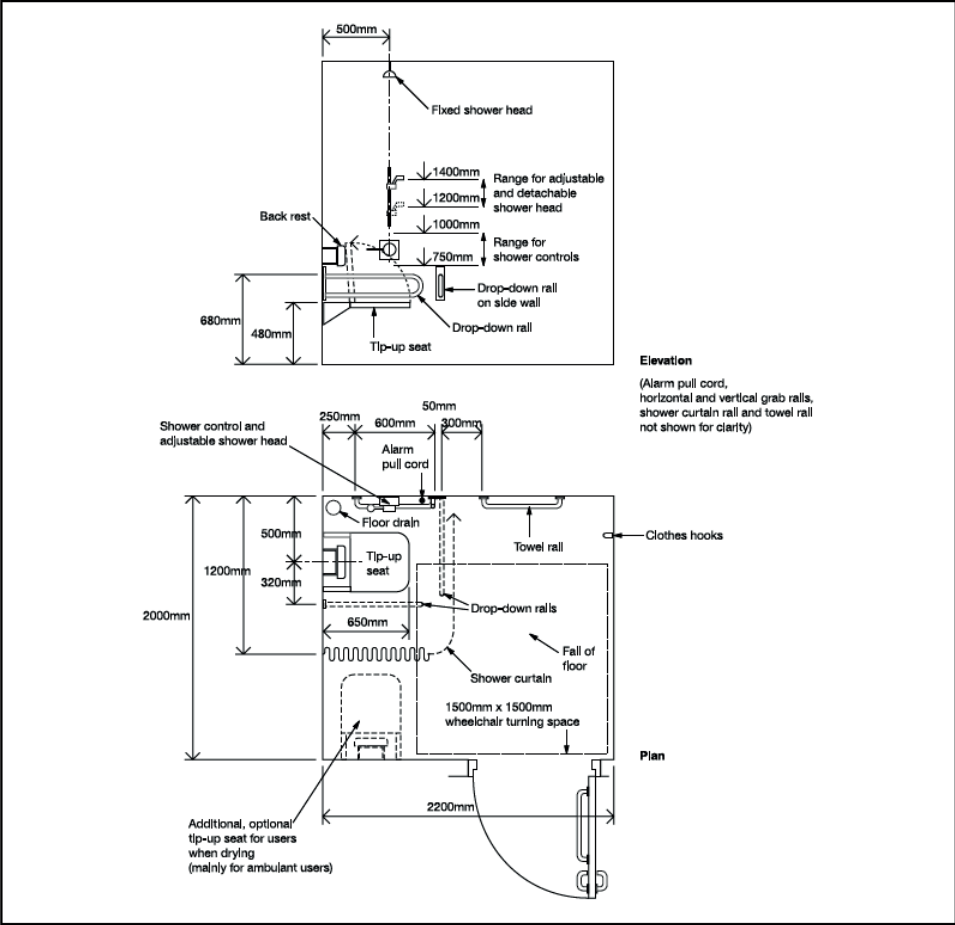 500mm
Fixed shower head
1400mm
Range for adjustable
and detachable
shower head
1200mm
Back rest
1000mm
Range for
shower controls
750mm
Drop-down rail
on side wall
680mm
480mm
Drop-down rail
Tip-up seat
Elevation
(Alarm pull cord,
horizontal and vertical grab rails,
shower curtain rail and towel rail
not shown for clarity)
50mm
250mm
600mm
300mm
Shower control and
adjustable shower head
Alarm
pull cord
Floor drain
500mm
Towel rail
Clothes hooks
Tip-up
seat
1200mm
320mm
2000mm
Drop-down rails
650mm
Fall of
floor
Shower curtain
1500mm x 1500mm
wheelchair turning space
Plan
2200mm
Additional, optional
tip-up seat for users
when drying
(mainly for ambulant users)